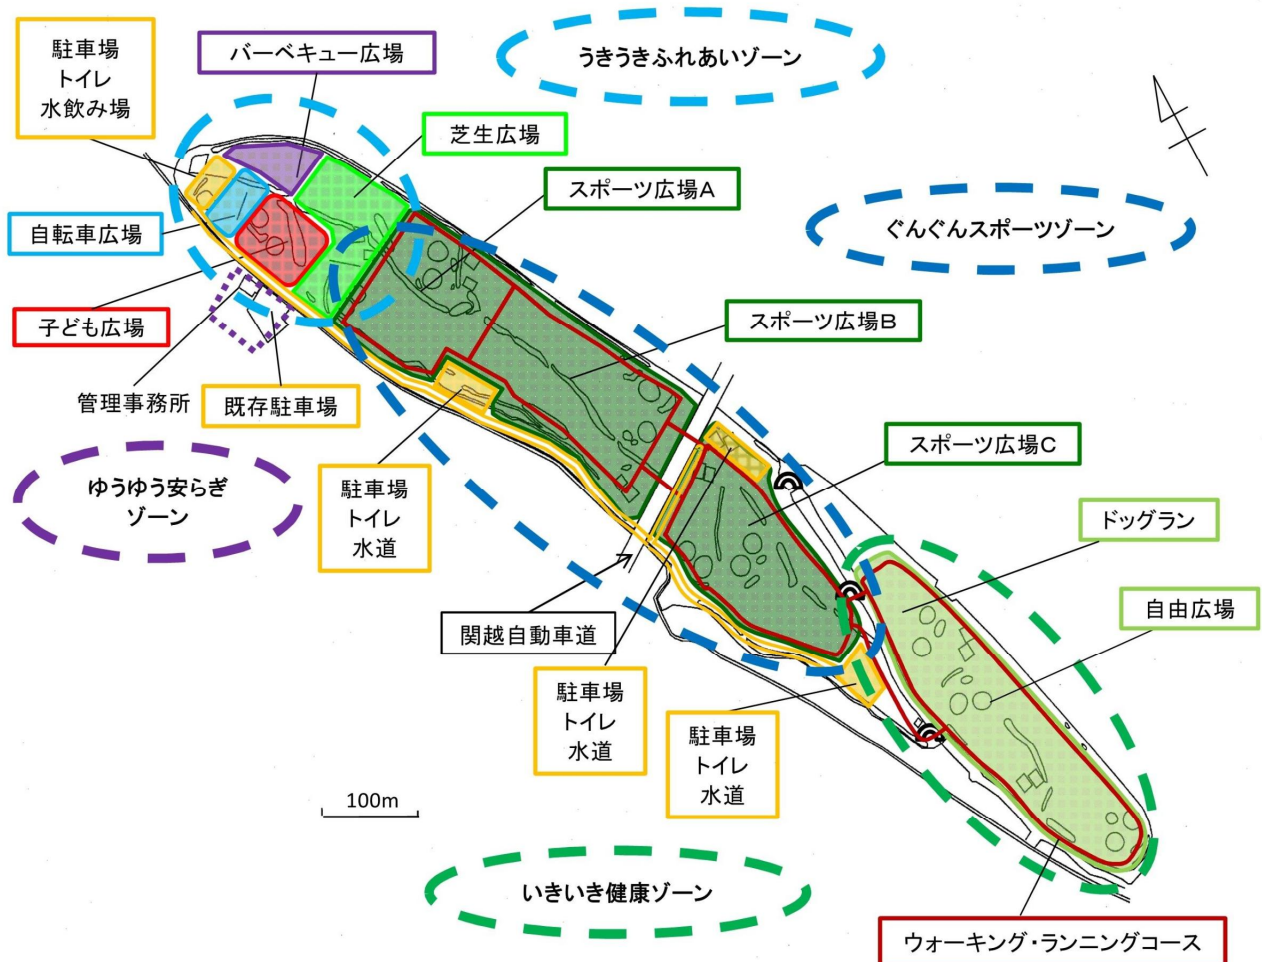 駐車場
トイレ
水飲み場
バーベキュー広場
うきうきふれあいゾーン
芝生広場
スポーツ広場A
自転車広場
ぐんぐんスポーツゾーン
子ども広場
スポーツ広場B
管理事務所
既存駐車場
スポーツ広場C
ゆうゆう安らぎ
ゾーン
駐車場
トイレ
水道
ドッグラン
自由広場
関越自動車道
駐車場
トイレ
水道
駐車場
トイレ
水道
100m
いきいき健康ゾーン
ウォーキング・ランニングコース